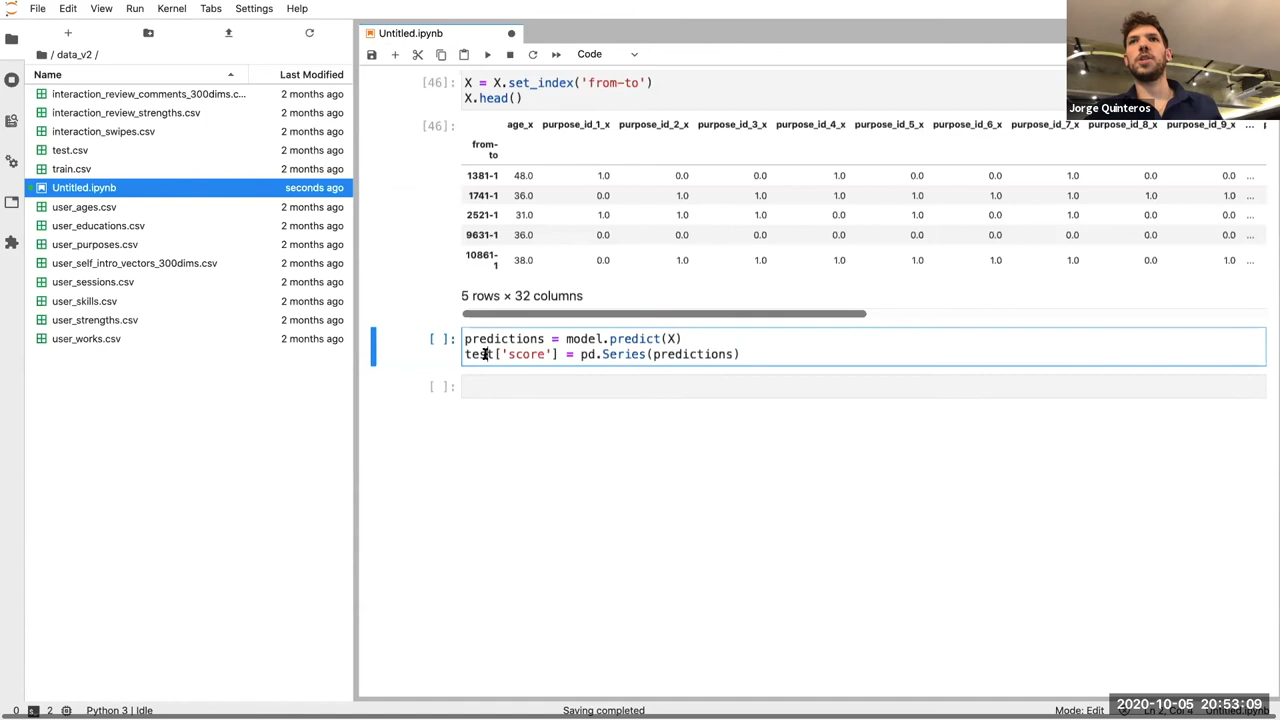 File Edit View Run Kernel Tabs Settings Help
/ data_v2 /
Name Last Modified
interaction_review_comments_300dims.c... 2 months ago
interaction_review_strengths.csv 2 months ago
interaction_swipes.csv 2 months ago
test.csv 2 months ago
train.csv 2 months ago
Untitled.ipynb seconds ago
user_ages.csv 2 months ago
user_educations.csv 2 months ago
user_purposes.csv 2 months ago
user_self_intro_vectors_300dims.csv 2 months ago
user_sessions.csv 2 months ago
user_skills.csv 2 months ago
user_strengths.csv 2 months ago
user_works.csv 2 months ago
Untitled.ipynb
Code
Jorge Quinteros
[46]: X = X.set_index('from-to')
X.head()
[46]: age_x purpose_id_1_x purpose_id_2_x purpose_id_3_x purpose_id_4_x purpose_id_5_x purpose_id_6_x purpose_id_7_x purpose_id_8_x purpose_id_9_x ...
from-
to
1381-1 48.0 1.0 0.0 0.0 1.0 0.0 0.0 1.0 0.0 0.0 ...
1741-1 36.0 0.0 1.0 1.0 0.0 1.0 1.0 1.0 1.0 1.0 ...
2521-1 31.0 1.0 1.0 0.0 0.0 1.0 0.0 1.0 0.0 0.0 ...
9631-1 36.0 0.0 0.0 0.0 0.0 0.0 0.0 0.0 0.0 0.0 ...
10861-
1 38.0 0.0 1.0 1.0 1.0 1.0 0.0 1.0 0.0 1.0 ...
5 rows × 32 columns
[ ]: predictions = model.predict(X)
test['score'] = pd.Series(predictions)
[ ]:
0 2 Python 3 | Idle Saving completed Mode: Edit
2020-10-05 20:53:09